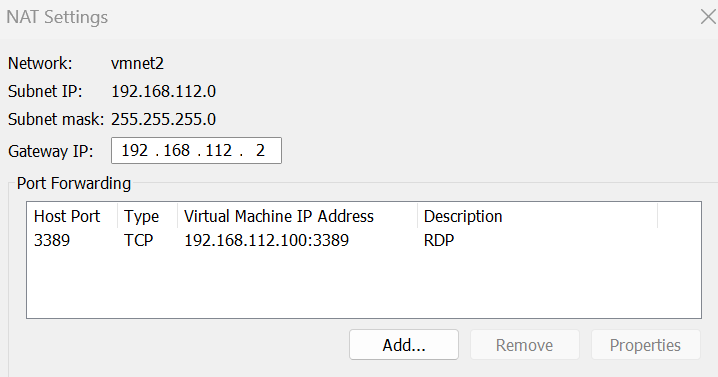 NAT Settings
Network: vmnet2
Subnet IP: 192.168.112.0
Subnet mask: 255.255.255.0
Gateway IP: 192 . 168 . 112 . 2
Port Forwarding
Host Port Type Virtual Machine IP Address Description
3389 TCP 192.168.112.100:3389 RDP
Add... Remove Properties